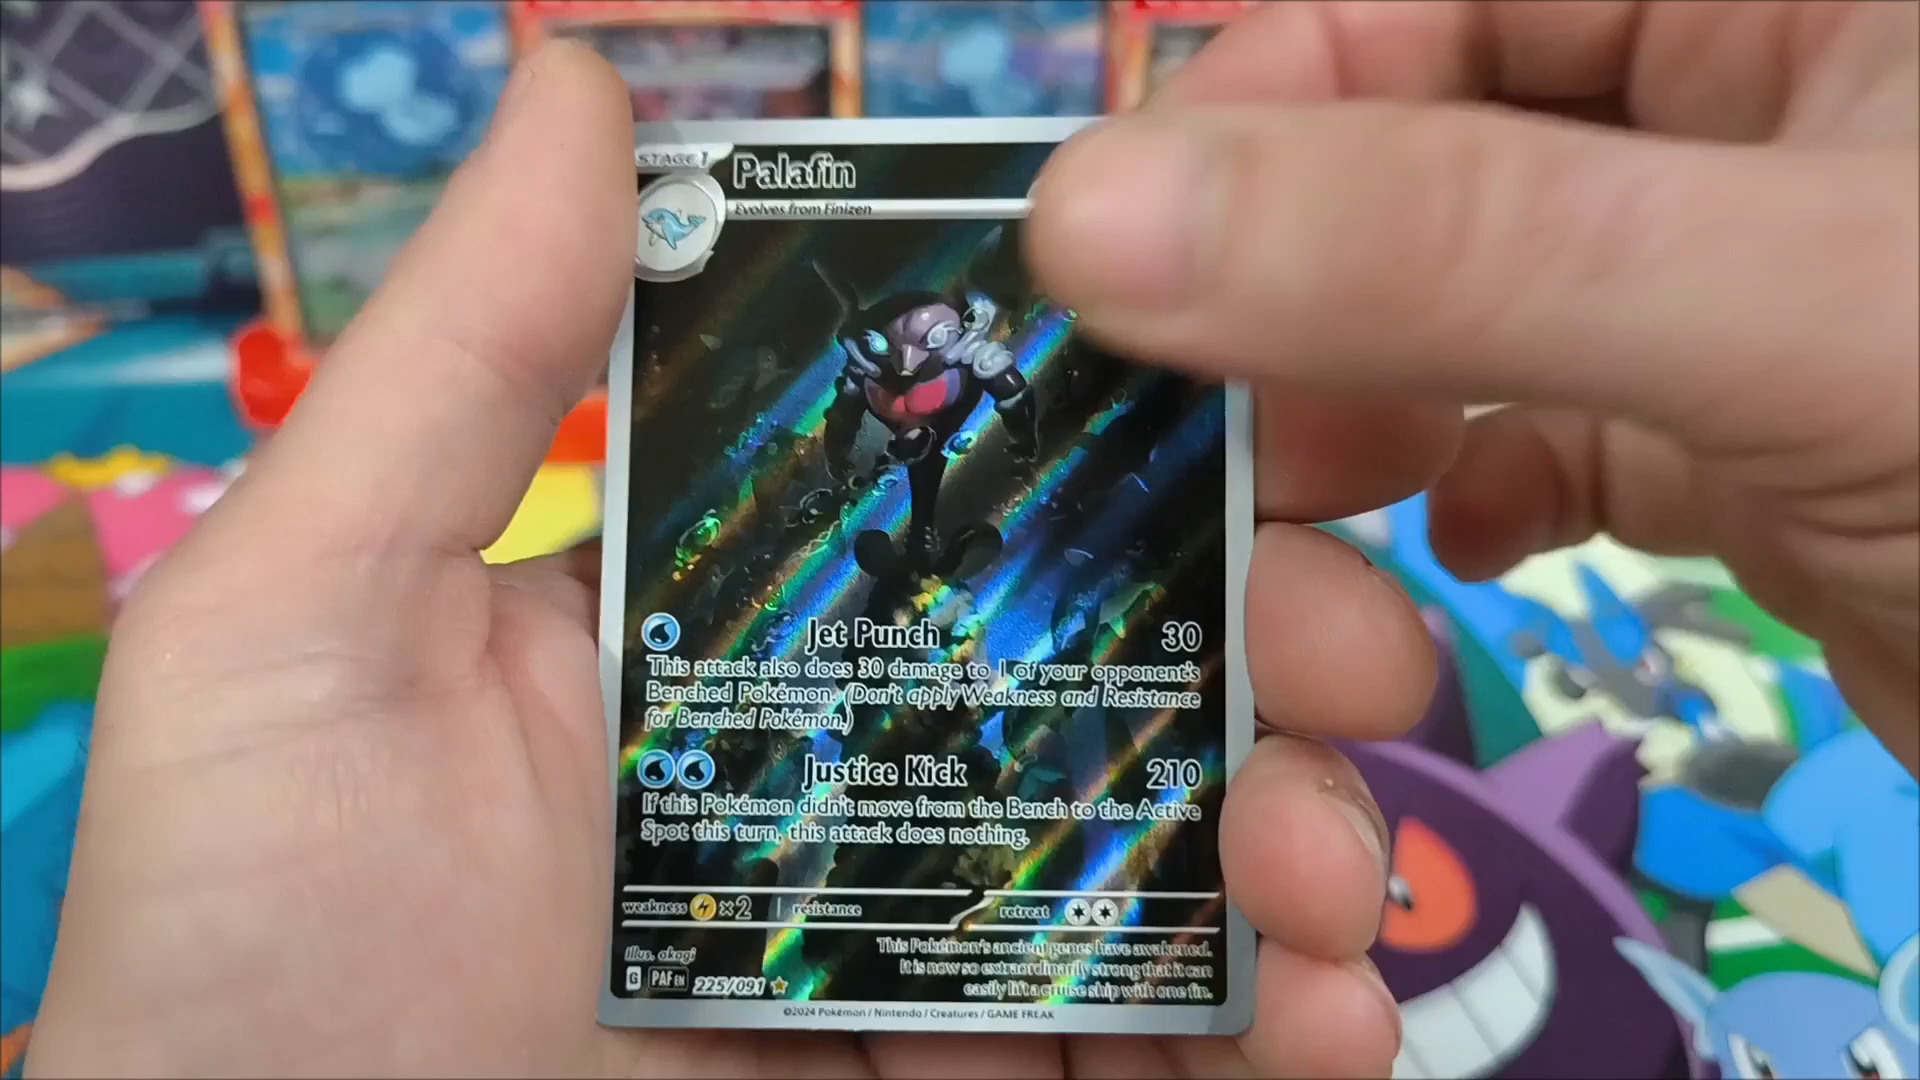 STAGE 1
Palafin
Evolves from Finizen
Jet Punch 30
This attack also does 30 damage to 1 of your opponent's
Benched Pokémon. (Don't apply Weakness and Resistance
for Benched Pokémon.)
Justice Kick 210
If this Pokémon didn't move from the Bench to the Active
Spot this turn, this attack does nothing.
weakness ×2 resistance retreat
Illus. akagi
This Pokémon's ancient genes have awakened.
It is now so extraordinarily strong that it can
easily lift a cruise ship with one fin.
G PAF EN 225/091
©2024 Pokémon / Nintendo / Creatures / GAME FREAK